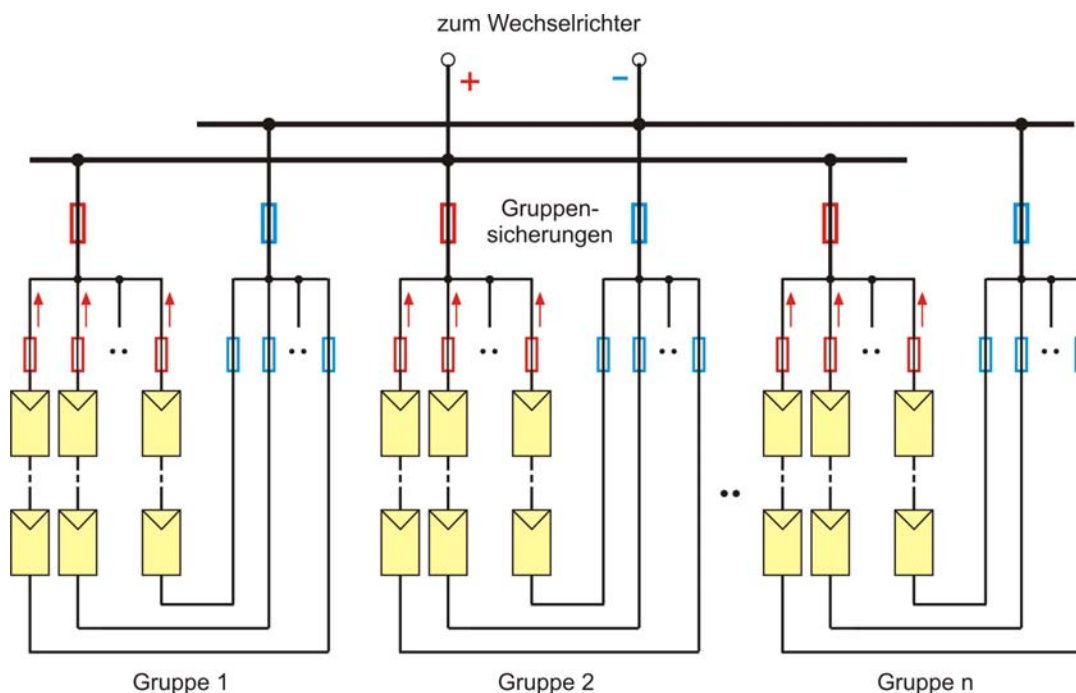 zum Wechselrichter
+
−
Gruppen-
sicherungen
Gruppe 1
Gruppe 2
Gruppe n